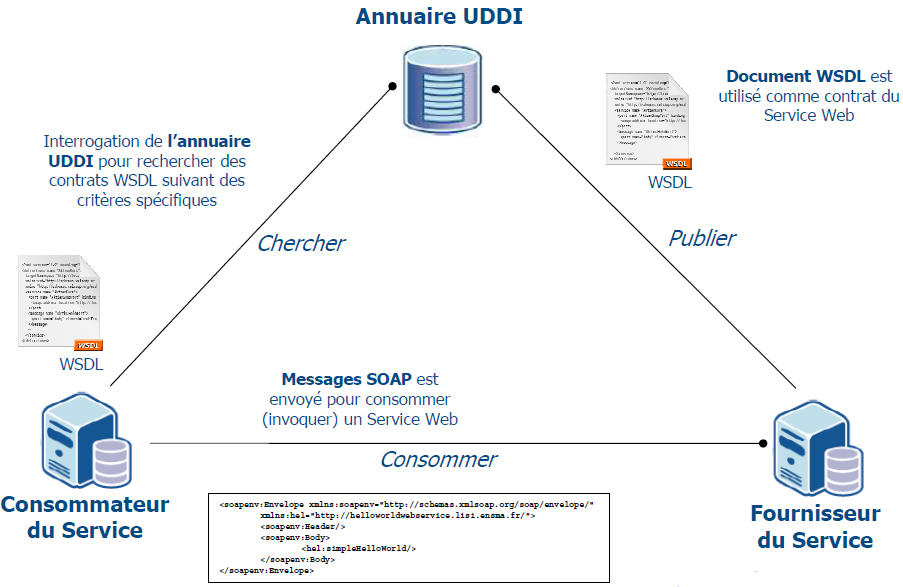 Annuaire UDDI
Document WSDL est
utilisé comme contrat du
Service Web
WSDL
WSDL
Interrogation de l'annuaire
UDDI pour rechercher des
contrats WSDL suivant des
critères spécifiques
Chercher
Publier
WSDL
WSDL
Messages SOAP est
envoyé pour consommer
(invoquer) un Service Web
Consommer
Consommateur
du Service
Fournisseur
du Service
<soapenv:Envelope xmlns:soapenv="http://schemas.xmlsoap.org/soap/envelope/"
xmlns:hel="http://helloworldwebservice.lisi.ensma.fr/">
<soapenv:Header/>
<soapenv:Body>
<hel:simpleHelloWorld/>
</soapenv:Body>
</soapenv:Envelope>